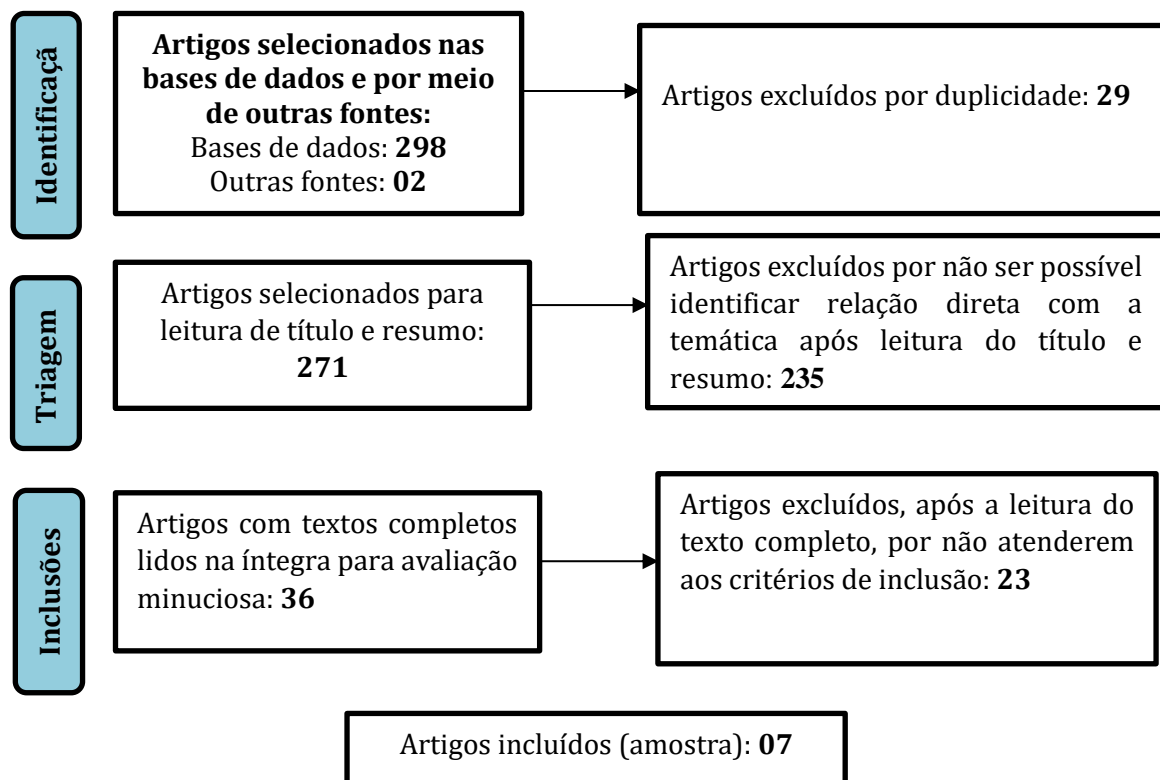 Identificaçã
Artigos selecionados nas
bases de dados e por meio
de outras fontes:
Bases de dados: 298
Outras fontes: 02
Artigos excluídos por duplicidade: 29
Triagem
Artigos selecionados para
leitura de título e resumo:
271
Artigos excluídos por não ser possível
identificar relação direta com a
temática após leitura do título e
resumo: 235
Inclusões
Artigos com textos completos
lidos na íntegra para avaliação
minuciosa: 36
Artigos excluídos, após a leitura do
texto completo, por não atenderem
aos critérios de inclusão: 23
Artigos incluídos (amostra): 07